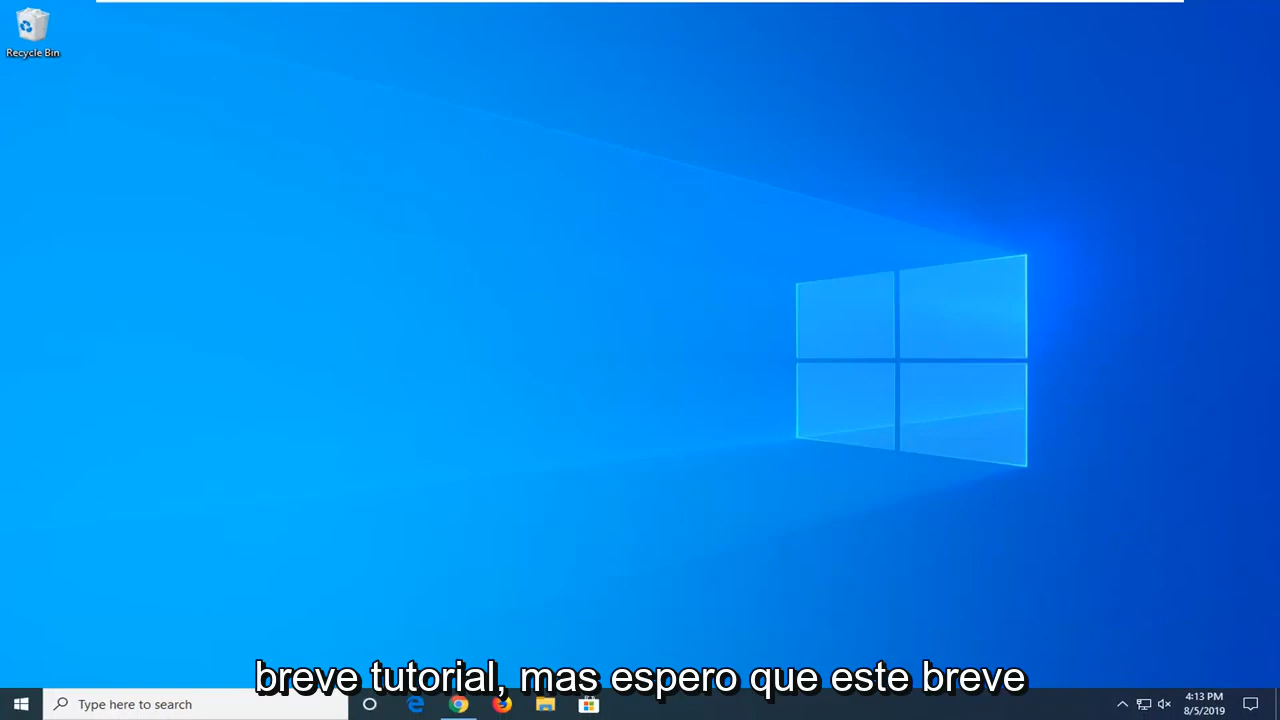 Recycle Bin
breve tutorial, mas espero que este breve
Type here to search
4:13 PM
8/5/2019